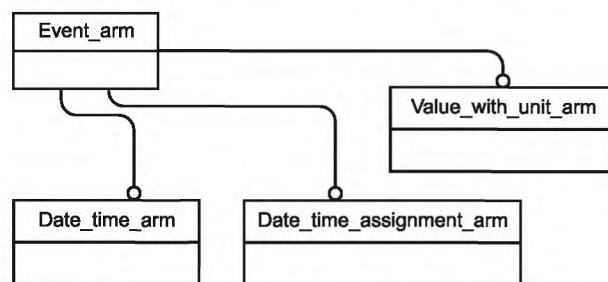 Event_arm
Value_with_unit_arm
Date_time_arm
Date_time_assignment_arm